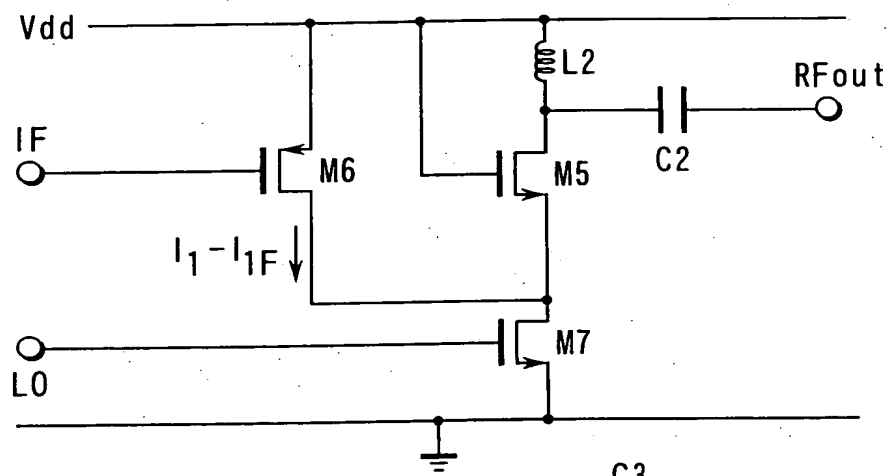 Vdd
L2
RFout
IF
M6
M5
C2
I1-I1F
M7
LO
C3